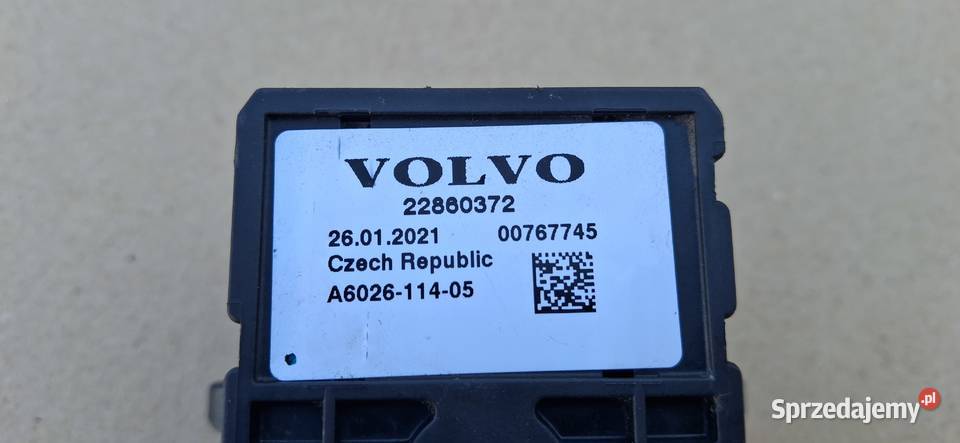 VOLVO
22860372
26.01.2021 00767745
Czech Republic
A6026-114-05
Sprzedajemy.pl